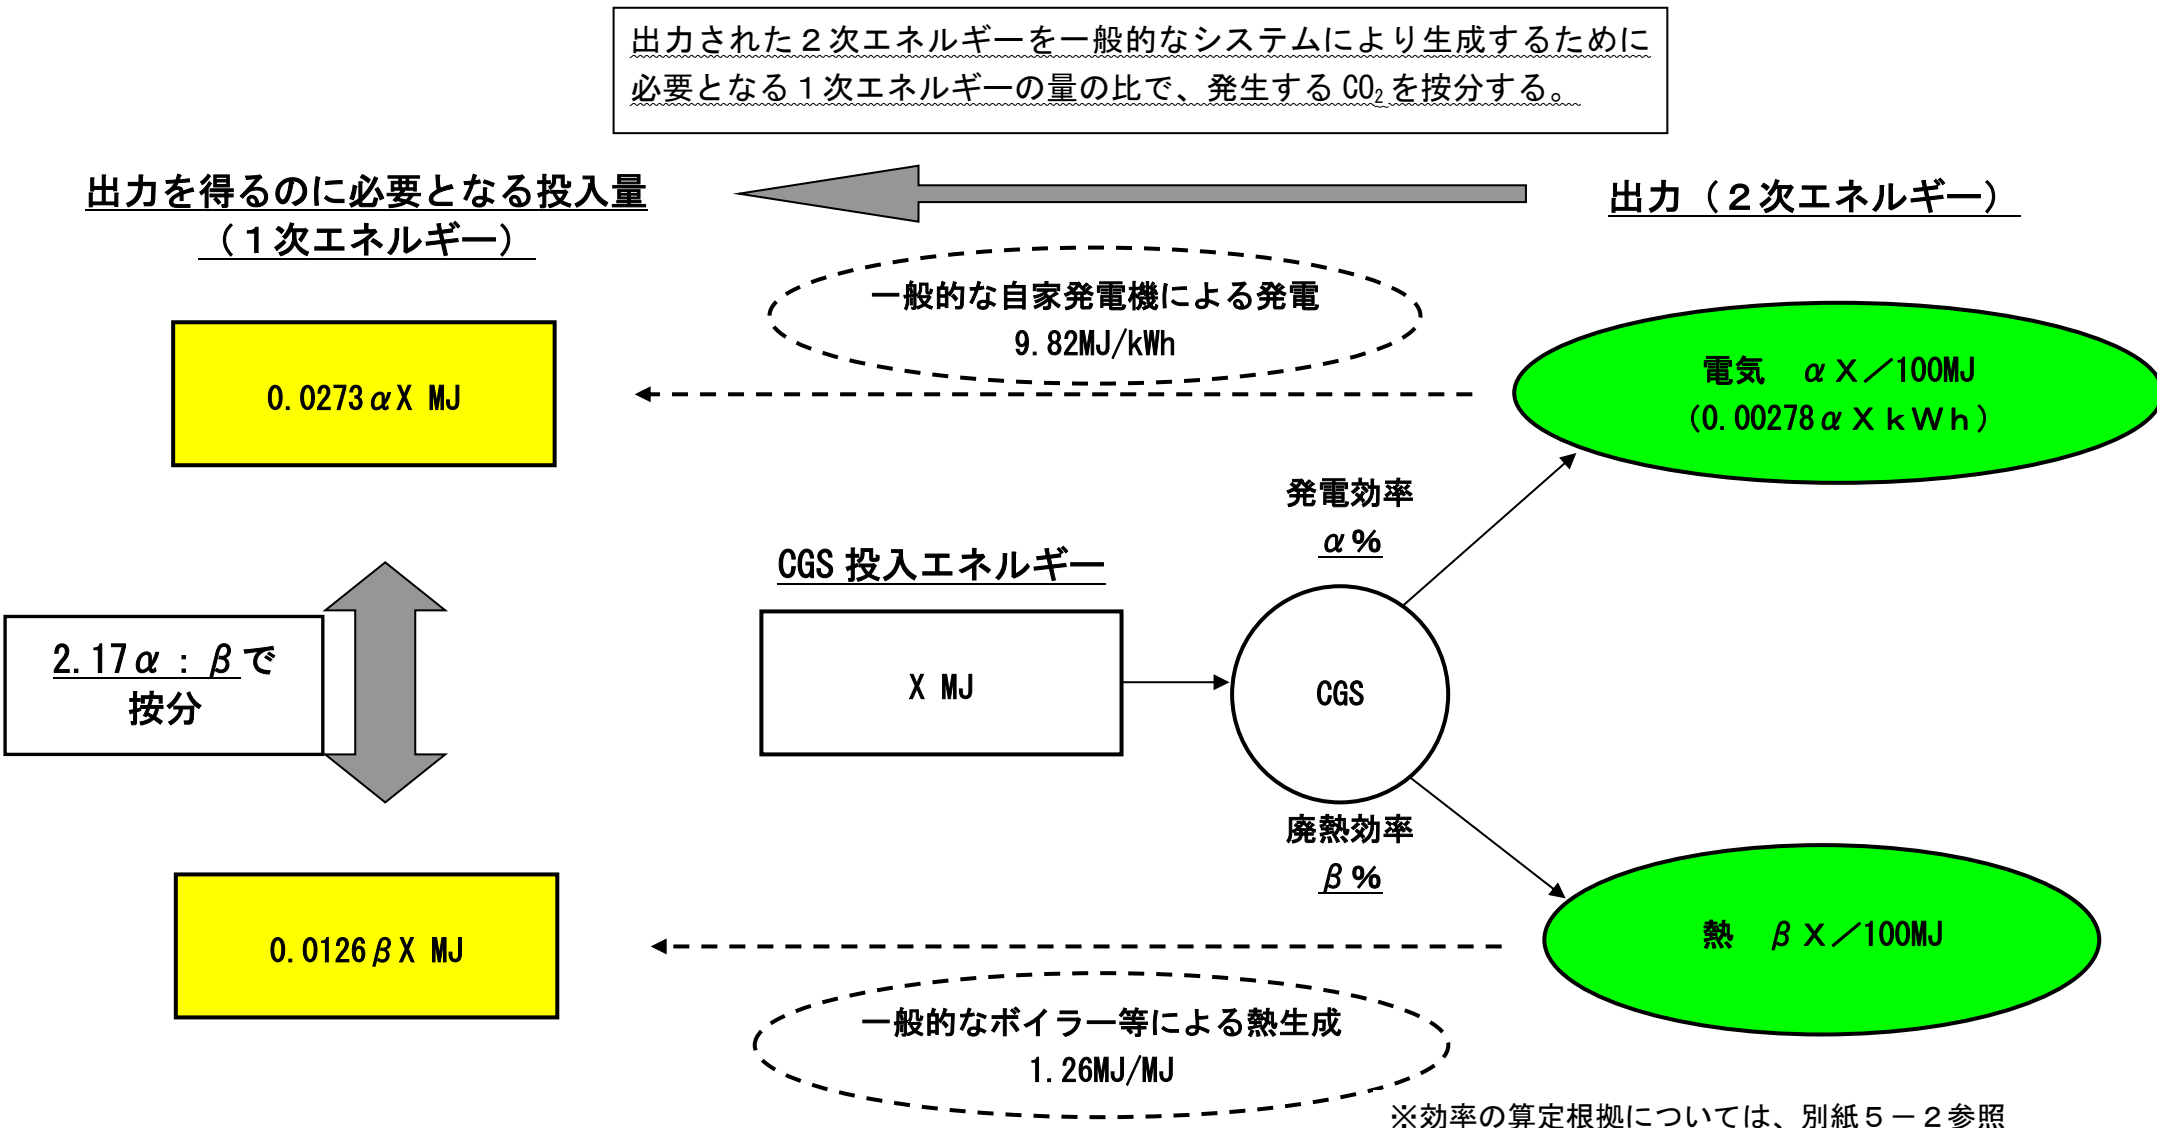 出力された２次エネルギーを一般的なシステムにより生成するために
必要となる１次エネルギーの量の比で、発生する CO₂を按分する。
出力を得るのに必要となる投入量
（１次エネルギー）
出力（２次エネルギー）
一般的な自家発電機による発電
9.82MJ/kWh
0.0273αX MJ
電気　αＸ／100MJ
(0.00278αＸｋＷｈ）
発電効率
α％
CGS 投入エネルギー
2.17α：βで
按分
X MJ
CGS
廃熱効率
β％
0.0126βX MJ
熱　βＸ／100MJ
一般的なボイラー等による熱生成
1.26MJ/MJ
※効率の算定根拠については、別紙５－２参照